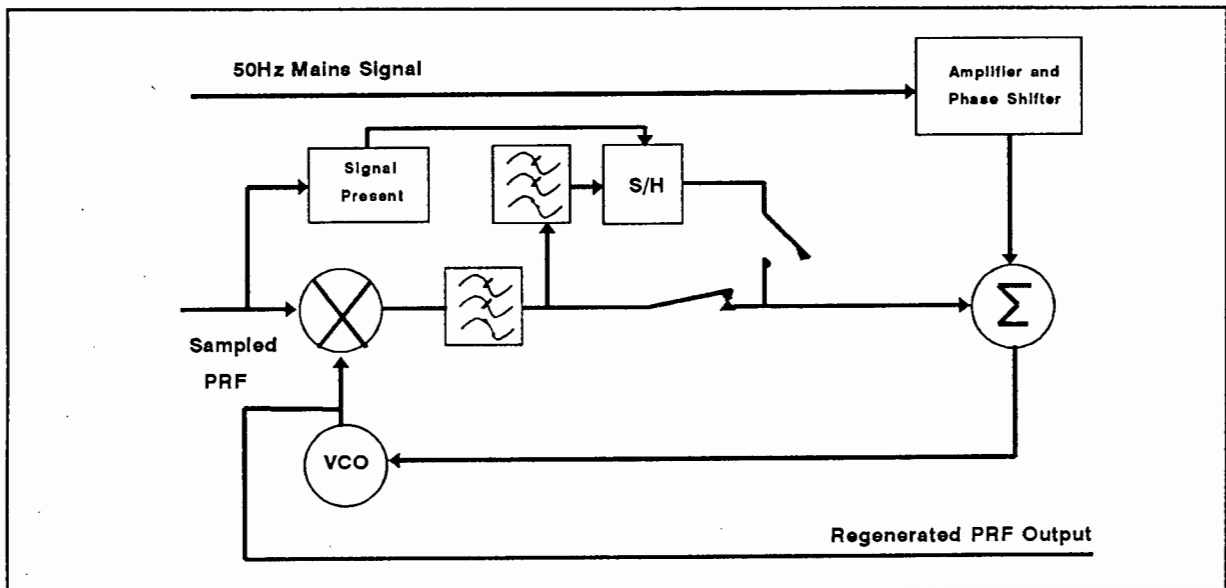 50Hz Mains Signal
Amplifier and
Phase Shifter
Signal
Present
S/H
Σ
Sampled
PRF
VCO
Regenerated PRF Output